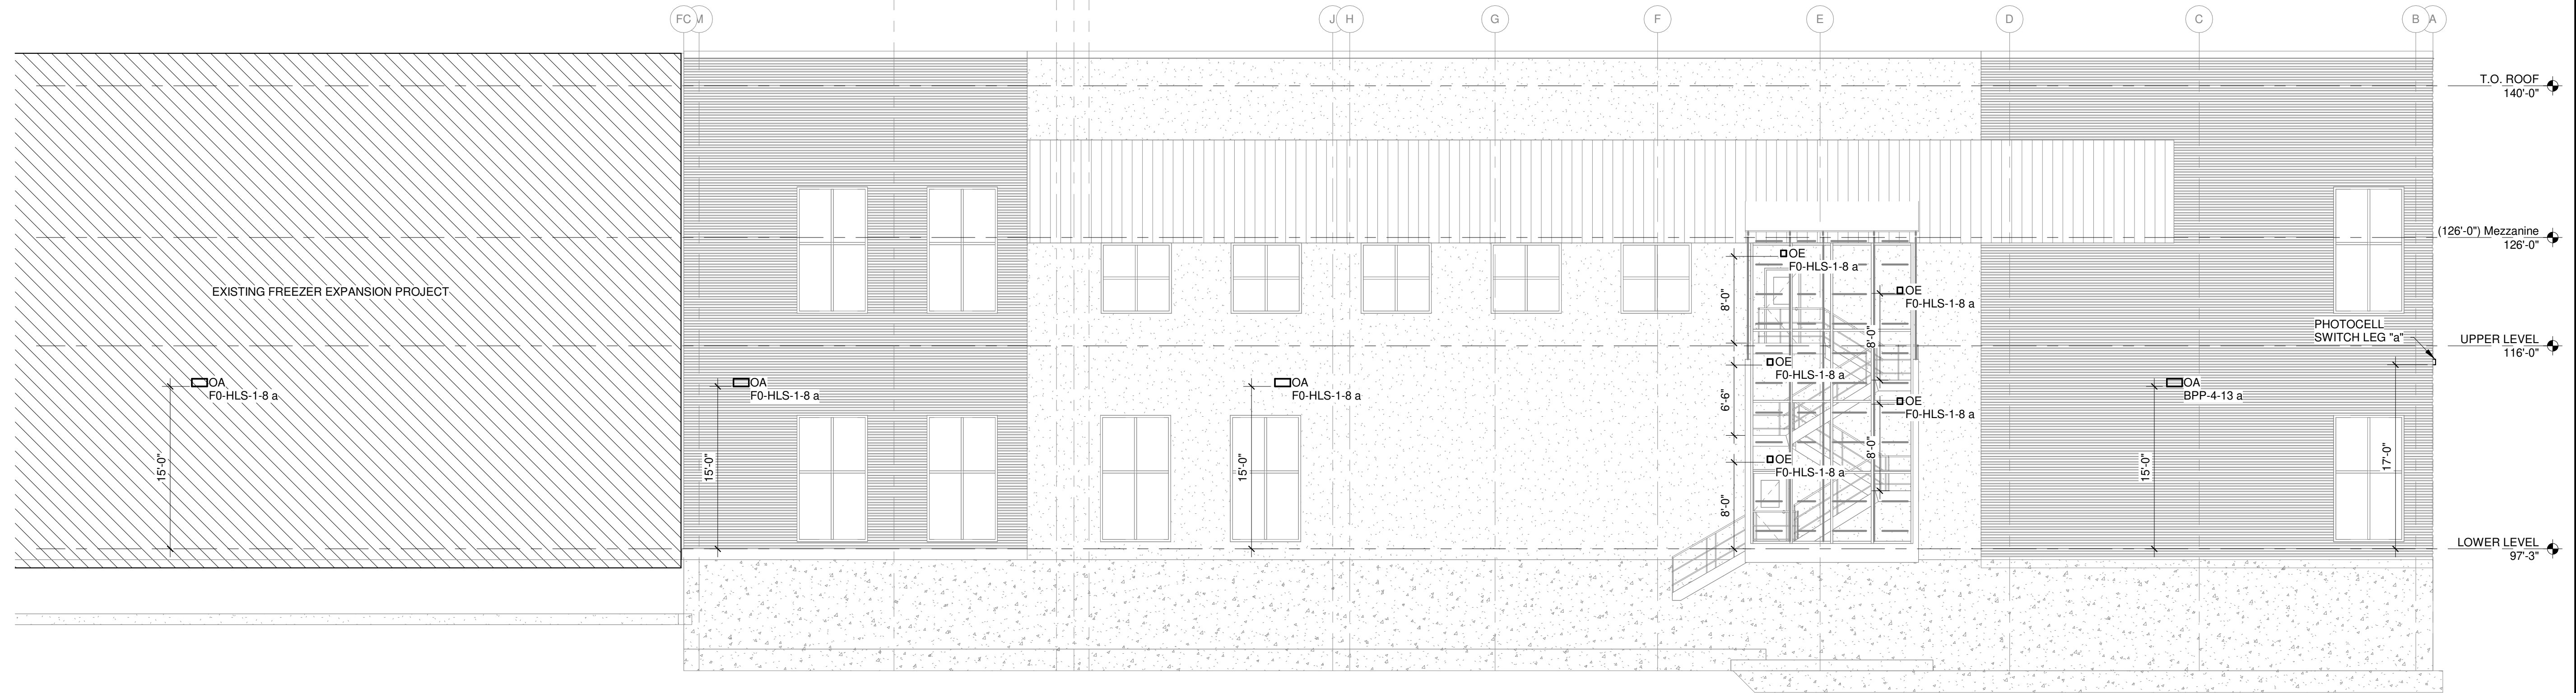 FC M J H G F E D C B A
T.O. ROOF
140'-0"
(126'-0") Mezzanine
126'-0"
OE
F0-HLS-1-8 a
OE
F0-HLS-1-8 a
8'-0"
EXISTING FREEZER EXPANSION PROJECT
PHOTOCELL
SWITCH LEG "a"
8'-0"
UPPER LEVEL
116'-0"
OE
F0-HLS-1-8 a
OA
F0-HLS-1-8 a
OA
F0-HLS-1-8 a
OA
F0-HLS-1-8 a
OA
BPP-4-13 a
6'-6"
OE
F0-HLS-1-8 a
8'-0"
OE
F0-HLS-1-8 a
15'-0"
15'-0"
15'-0"
8'-0"
15'-0"
17'-0"
LOWER LEVEL
97'-3"